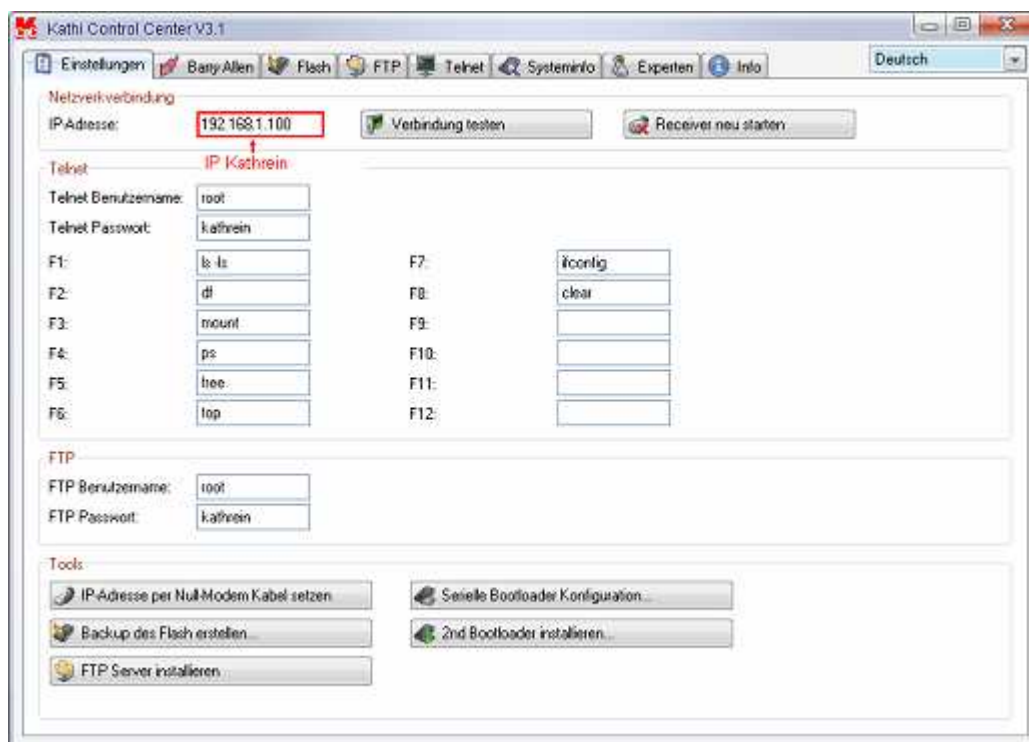 Kathi Control Center V3.1
Einstellungen Barry Allen Flash FTP Telnet Systeminfo Experten Info Deutsch
Netzwerkverbindung
IP-Adresse: 192.168.1.100 Verbindung testen Receiver neu starten
IP Kathrein
Telnet
Telnet Benutzername: root
Telnet Passwort: kathrein
F1: ls -ls F7: ifconfig
F2: df F8: clear
F3: mount F9:
F4: ps F10:
F5: free F11:
F6: top F12:
FTP
FTP Benutzername: root
FTP Passwort: kathrein
Tools
IP-Adresse per Null-Modem Kabel setzen Serielle Bootloader Konfiguration...
Backup des Flash erstellen... 2nd Bootloader installieren...
FTP Server installieren